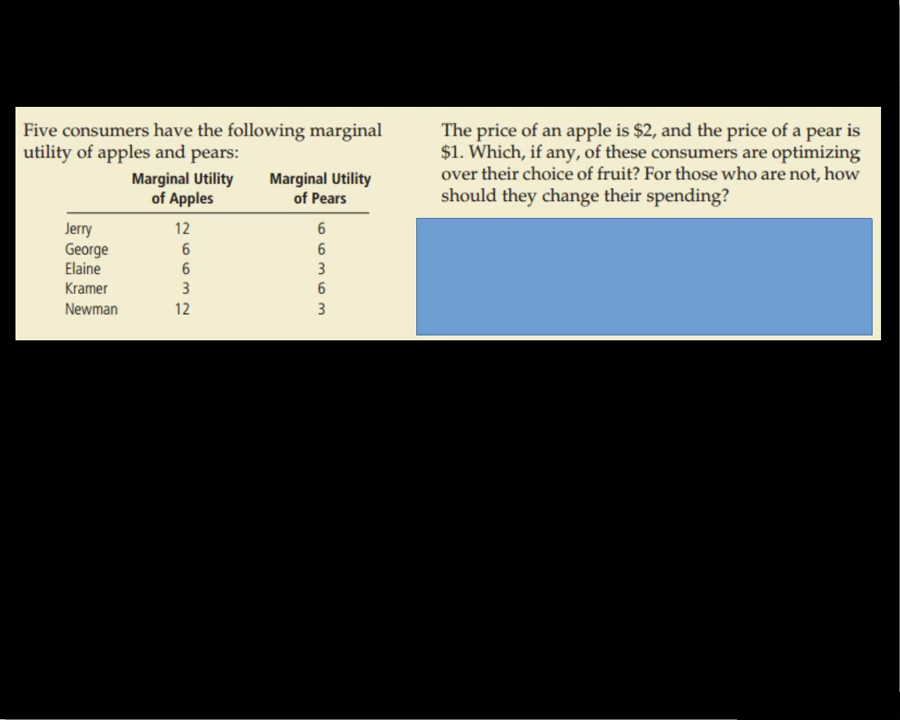 Five consumers have the following marginal
utility of apples and pears:
Marginal Utility Marginal Utility
of Apples of Pears
Jerry 12 6
George 6 6
Elaine 6 3
Kramer 3 6
Newman 12 3
The price of an apple is $2, and the price of a pear is
$1. Which, if any, of these consumers are optimizing
over their choice of fruit? For those who are not, how
should they change their spending?